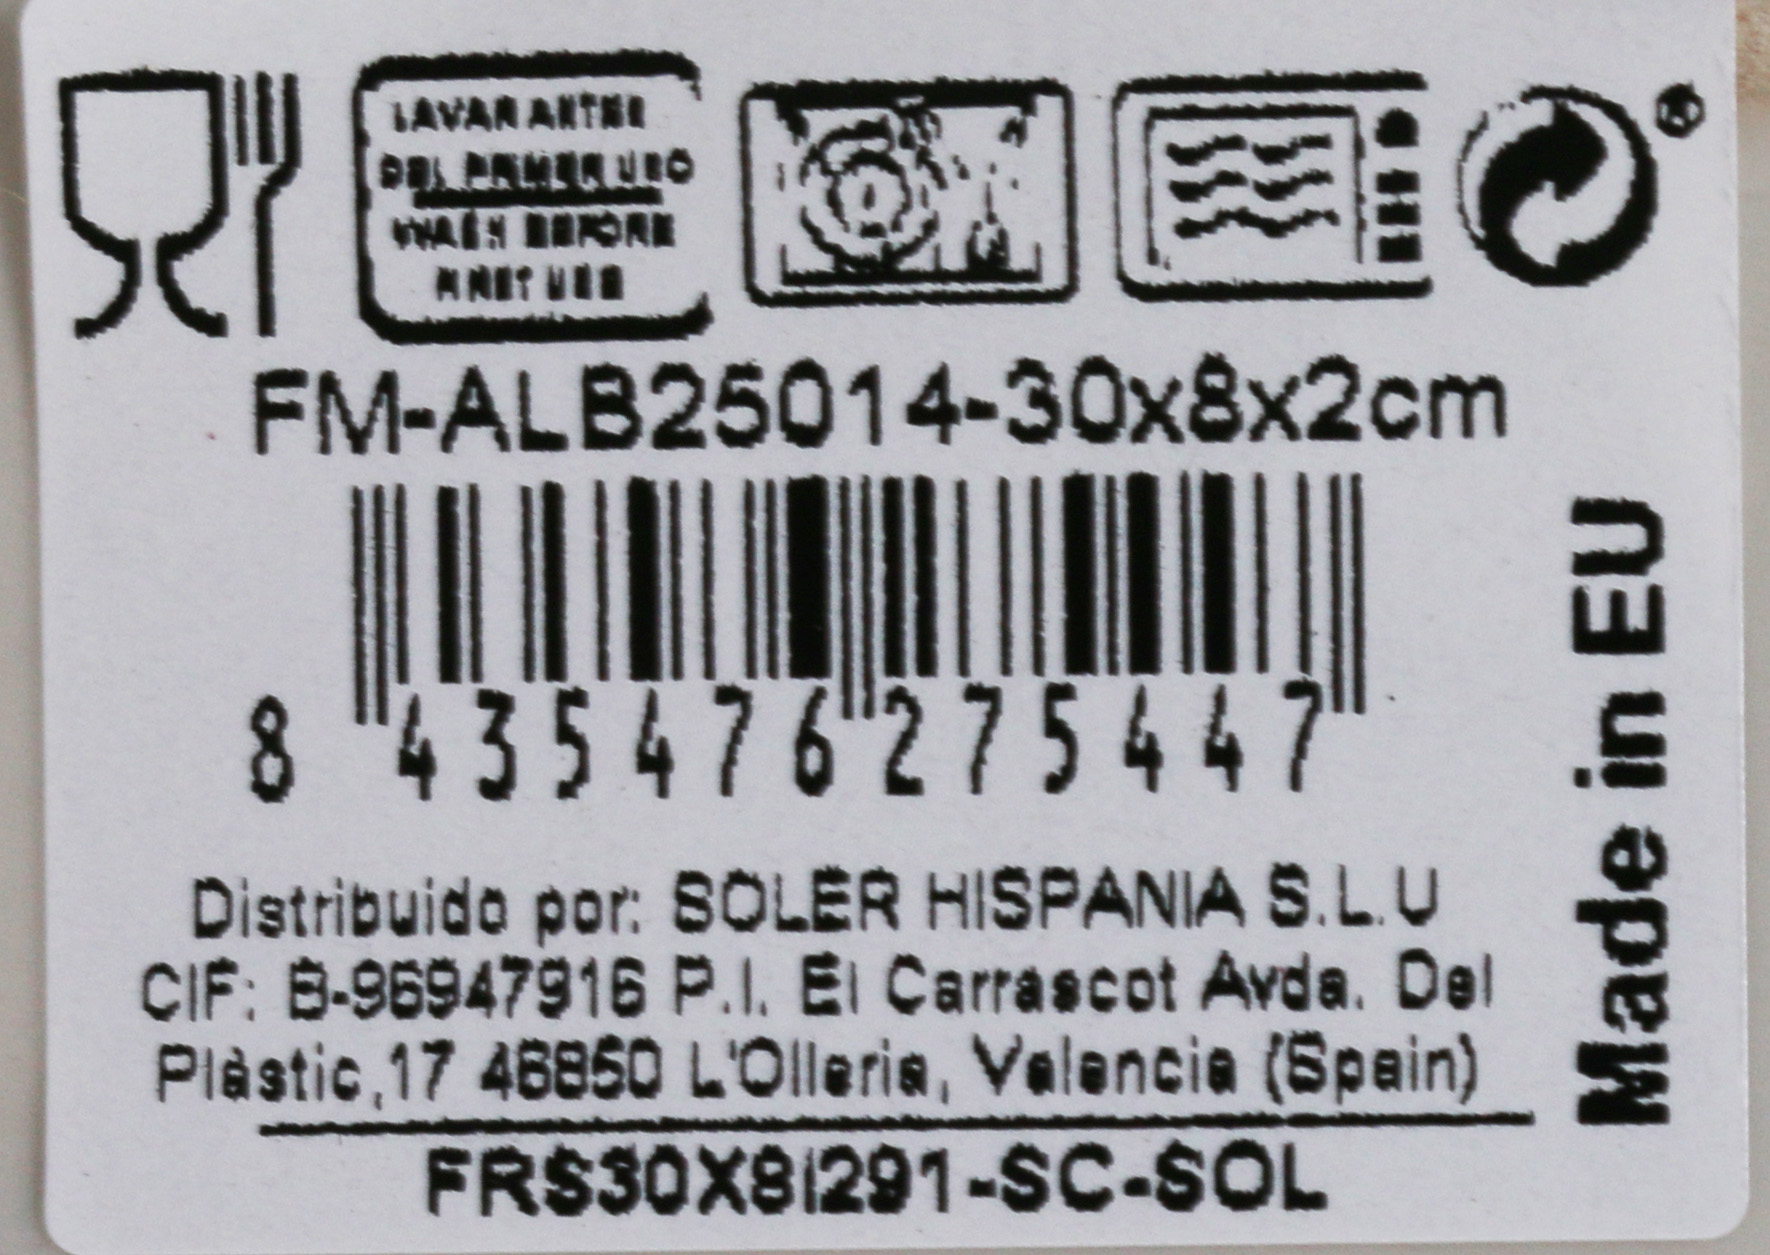 LAVAR ANTES
DEL PRIMER USO
WASH BEFORE
FIRST USE
®
FM-ALB25014-30x8x2cm
8 435476 275447
Distribuido por: SOLER HISPANIA S.L.U
CIF: B-96947916 P.I. El Carrascot Avda. Del
Plàstic,17 46850 L'Olleria, Valencia (Spain)
FRS30X8I291-SC-SOL
Made in EU